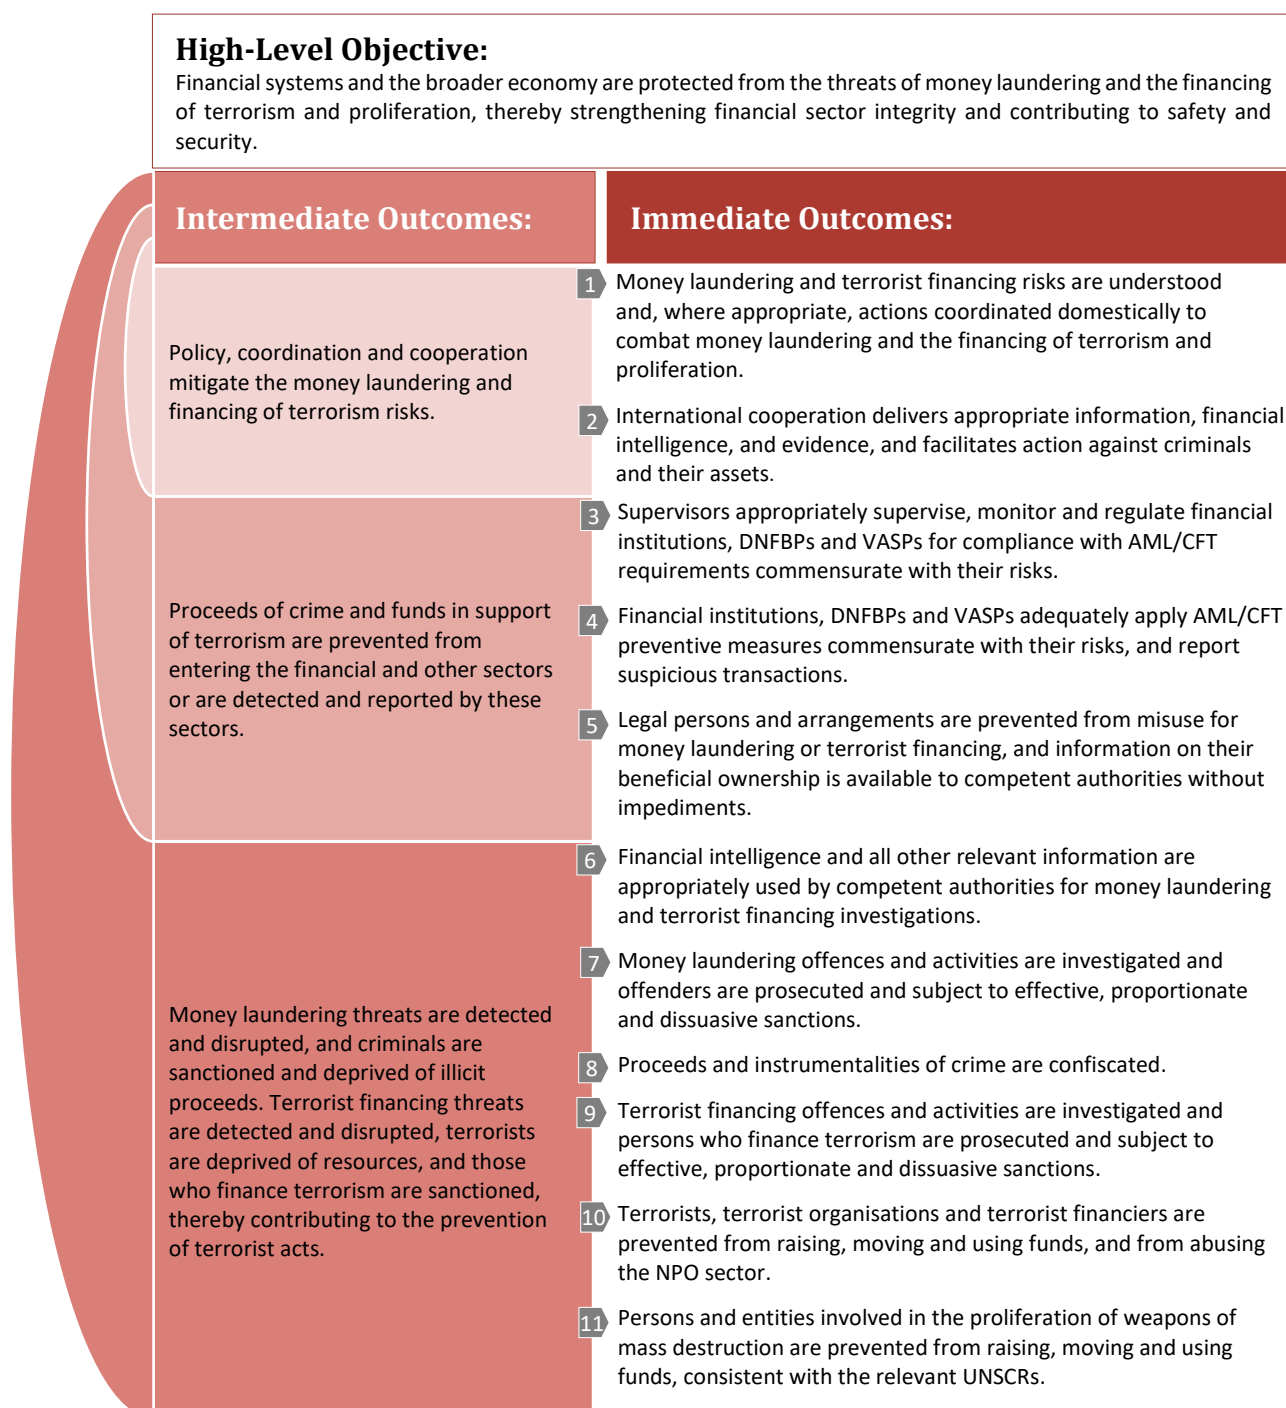 High-Level Objective:
Financial systems and the broader economy are protected from the threats of money laundering and the financing
of terrorism and proliferation, thereby strengthening financial sector integrity and contributing to safety and
security.
Intermediate Outcomes:
Immediate Outcomes:
Policy, coordination and cooperation
mitigate the money laundering and
financing of terrorism risks.
1
Money laundering and terrorist financing risks are understood
and, where appropriate, actions coordinated domestically to
combat money laundering and the financing of terrorism and
proliferation.
2
International cooperation delivers appropriate information, financial
intelligence, and evidence, and facilitates action against criminals
and their assets.
Proceeds of crime and funds in support
of terrorism are prevented from
entering the financial and other sectors
or are detected and reported by these
sectors.
3
Supervisors appropriately supervise, monitor and regulate financial
institutions, DNFBPs and VASPs for compliance with AML/CFT
requirements commensurate with their risks.
4
Financial institutions, DNFBPs and VASPs adequately apply AML/CFT
preventive measures commensurate with their risks, and report
suspicious transactions.
5
Legal persons and arrangements are prevented from misuse for
money laundering or terrorist financing, and information on their
beneficial ownership is available to competent authorities without
impediments.
Money laundering threats are detected
and disrupted, and criminals are
sanctioned and deprived of illicit
proceeds. Terrorist financing threats
are detected and disrupted, terrorists
are deprived of resources, and those
who finance terrorism are sanctioned,
thereby contributing to the prevention
of terrorist acts.
6
Financial intelligence and all other relevant information are
appropriately used by competent authorities for money laundering
and terrorist financing investigations.
7
Money laundering offences and activities are investigated and
offenders are prosecuted and subject to effective, proportionate
and dissuasive sanctions.
8
Proceeds and instrumentalities of crime are confiscated.
9
Terrorist financing offences and activities are investigated and
persons who finance terrorism are prosecuted and subject to
effective, proportionate and dissuasive sanctions.
10
Terrorists, terrorist organisations and terrorist financiers are
prevented from raising, moving and using funds, and from abusing
the NPO sector.
11
Persons and entities involved in the proliferation of weapons of
mass destruction are prevented from raising, moving and using
funds, consistent with the relevant UNSCRs.